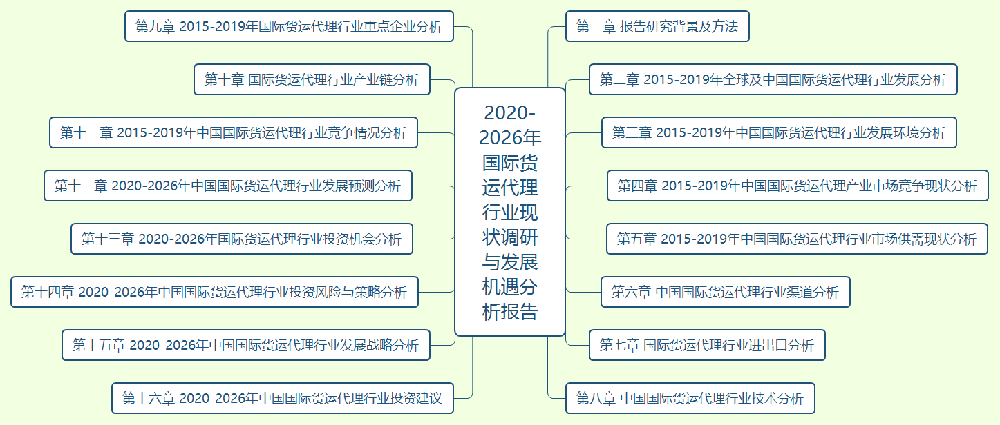 2020-
2026年
国际货
运代理
行业现
状调研
与发展
机遇分
析报告
第一章 报告研究背景及方法
第二章 2015-2019年全球及中国国际货运代理行业发展分析
第三章 2015-2019年中国国际货运代理行业发展环境分析
第四章 2015-2019年中国国际货运代理产业市场竞争现状分析
第五章 2015-2019年中国国际货运代理行业市场供需现状分析
第六章 中国国际货运代理行业渠道分析
第七章 国际货运代理行业进出口分析
第八章 中国国际货运代理行业技术分析
第九章 2015-2019年国际货运代理行业重点企业分析
第十章 国际货运代理行业产业链分析
第十一章 2015-2019年中国国际货运代理行业竞争情况分析
第十二章 2020-2026年中国国际货运代理行业发展预测分析
第十三章 2020-2026年国际货运代理行业投资机会分析
第十四章 2020-2026年中国国际货运代理行业投资风险与策略分析
第十五章 2020-2026年中国国际货运代理行业发展战略分析
第十六章 2020-2026年中国国际货运代理行业投资建议